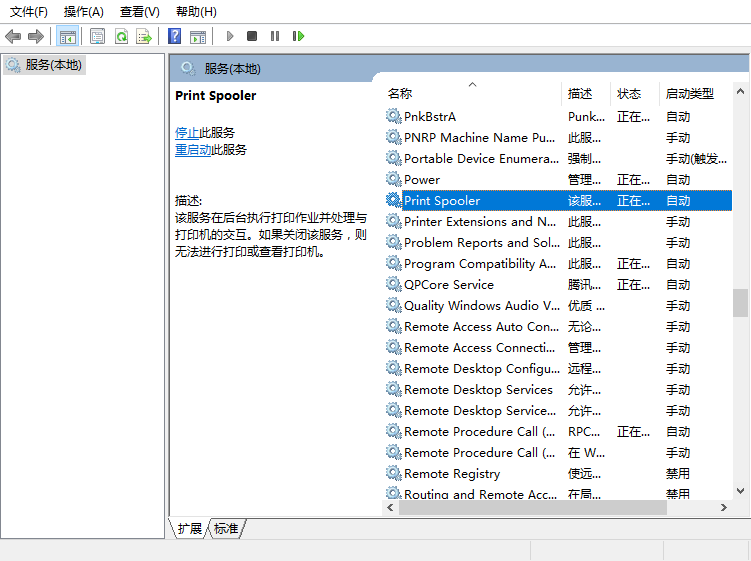 文件(F) 操作(A) 查看(V) 帮助(H)
服务(本地)
服务(本地)
Print Spooler
停止此服务
重启动此服务
描述:
该服务在后台执行打印作业并处理与
打印机的交互。如果关闭该服务，则
无法进行打印或查看打印机。
名称 描述 状态 启动类型
PnkBstrA Punk... 正在... 自动
PNRP Machine Name Pu... 此服... 手动
Portable Device Enumera... 强制... 手动(触发...
Power 管理... 正在... 自动
Print Spooler 该服... 正在... 自动
Printer Extensions and N... 此服... 手动
Problem Reports and Sol... 此服... 手动
Program Compatibility A... 此服... 正在... 自动
QPCore Service 腾讯... 正在... 自动
Quality Windows Audio V... 优质 ... 手动
Remote Access Auto Con... 无论... 手动
Remote Access Connecti... 管理... 手动
Remote Desktop Configu... 远程... 手动
Remote Desktop Services 允许... 手动
Remote Desktop Service... 允许... 手动
Remote Procedure Call (... RPC... 正在... 自动
Remote Procedure Call (... 在 W... 手动
Remote Registry 使远... 禁用
Routing and Remote Acc... 在局... 禁用
扩展 标准